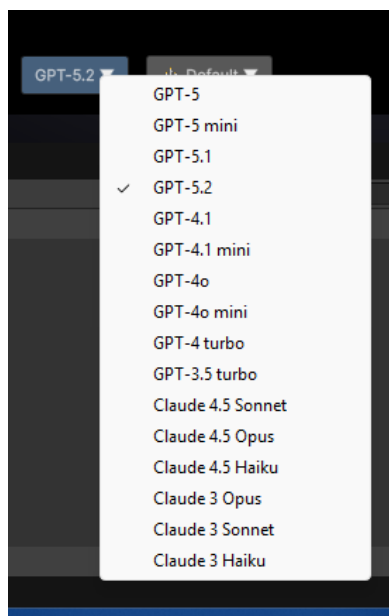 GPT-5.2
Default
GPT-5
GPT-5 mini
GPT-5.1
GPT-5.2
GPT-4.1
GPT-4.1 mini
GPT-4o
GPT-4o mini
GPT-4 turbo
GPT-3.5 turbo
Claude 4.5 Sonnet
Claude 4.5 Opus
Claude 4.5 Haiku
Claude 3 Opus
Claude 3 Sonnet
Claude 3 Haiku